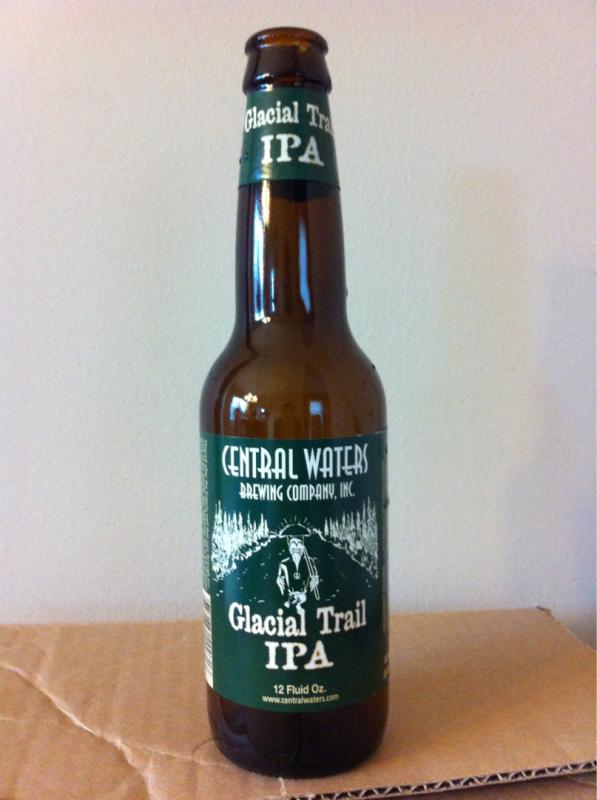 Glacial Trail
IPA
CENTRAL WATERS
BREWING COMPANY, INC.
Glacial Trail
IPA
12 Fluid Oz.
www.centralwaters.com